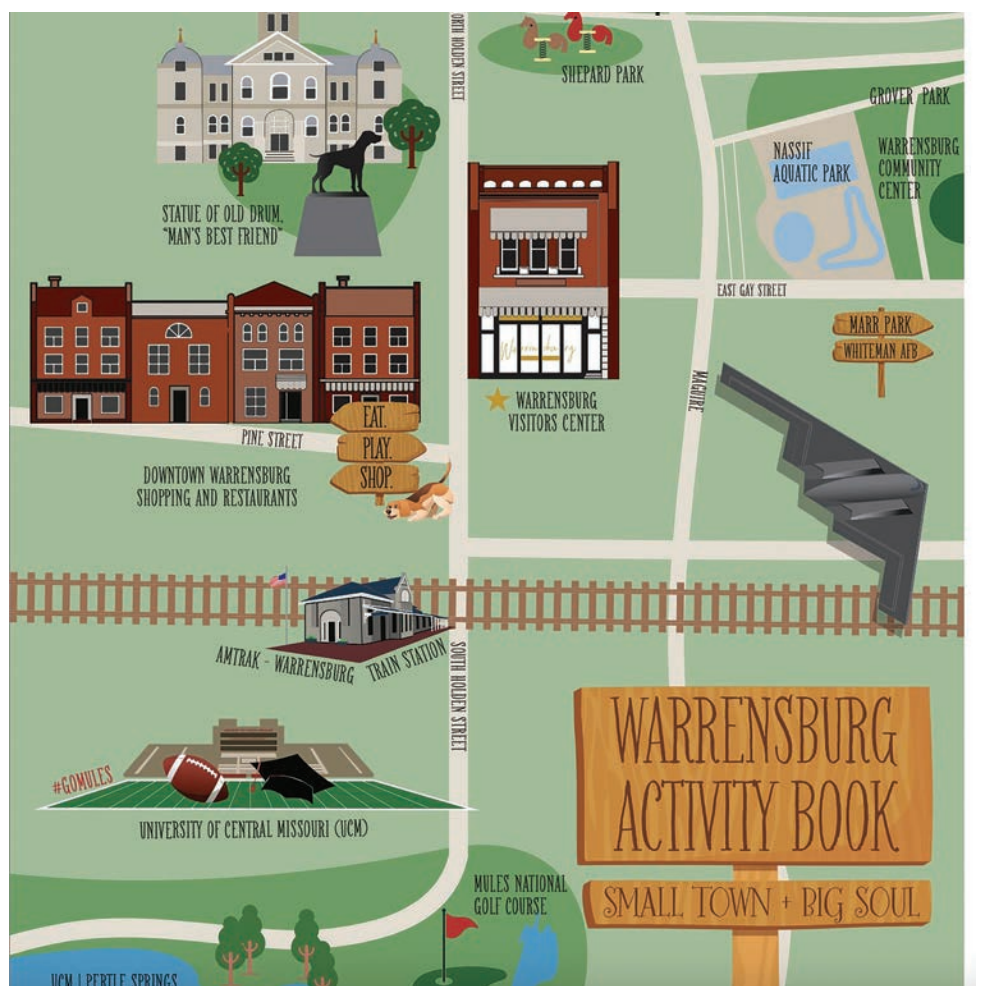 ORTH HOLDEN STREET
SHEPARD PARK
GROVER PARK
NASSIF
AQUATIC PARK
WARRENSBURG
COMMUNITY
CENTER
STATUE OF OLD DRUM,
"MAN'S BEST FRIEND"
EAST GAY STREET
MARR PARK
WHITEMAN AFB
Warrensburg
MAGUIRE
WARRENSBURG
VISITORS CENTER
EAT.
PLAY.
SHOP.
PINE STREET
DOWNTOWN WARRENSBURG
SHOPPING AND RESTAURANTS
AMTRAK - WARRENSBURG TRAIN STATION
SOUTH HOLDEN STREET
WARRENSBURG
ACTIVITY BOOK
SMALL TOWN + BIG SOUL
#GOMULES
UNIVERSITY OF CENTRAL MISSOURI (UCM)
MULES NATIONAL
GOLF COURSE
UCM | PERTLE SPRINGS